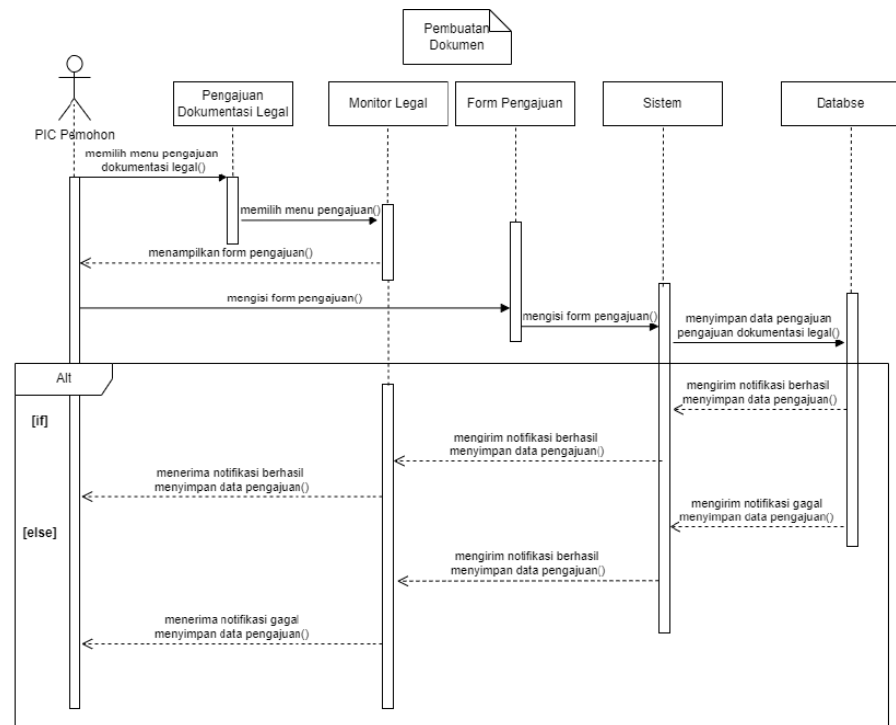 Pembuatan
Dokumen
PIC Pemohon
Pengajuan
Dokumentasi Legal
Monitor Legal
Form Pengajuan
Sistem
Databse
memilih menu pengajuan
dokumentasi legal()
memilih menu pengajuan()
menampilkan form pengajuan()
mengisi form pengajuan()
mengisi form pengajuan()
menyimpan data pengajuan
pengajuan dokumentasi legal()
Alt
[if]
mengirim notifikasi berhasil
menyimpan data pengajuan()
mengirim notifikasi berhasil
menyimpan data pengajuan()
menerima notifikasi berhasil
menyimpan data pengajuan()
[else]
mengirim notifikasi gagal
menyimpan data pengajuan()
mengirim notifikasi berhasil
menyimpan data pengajuan()
menerima notifikasi gagal
menyimpan data pengajuan()